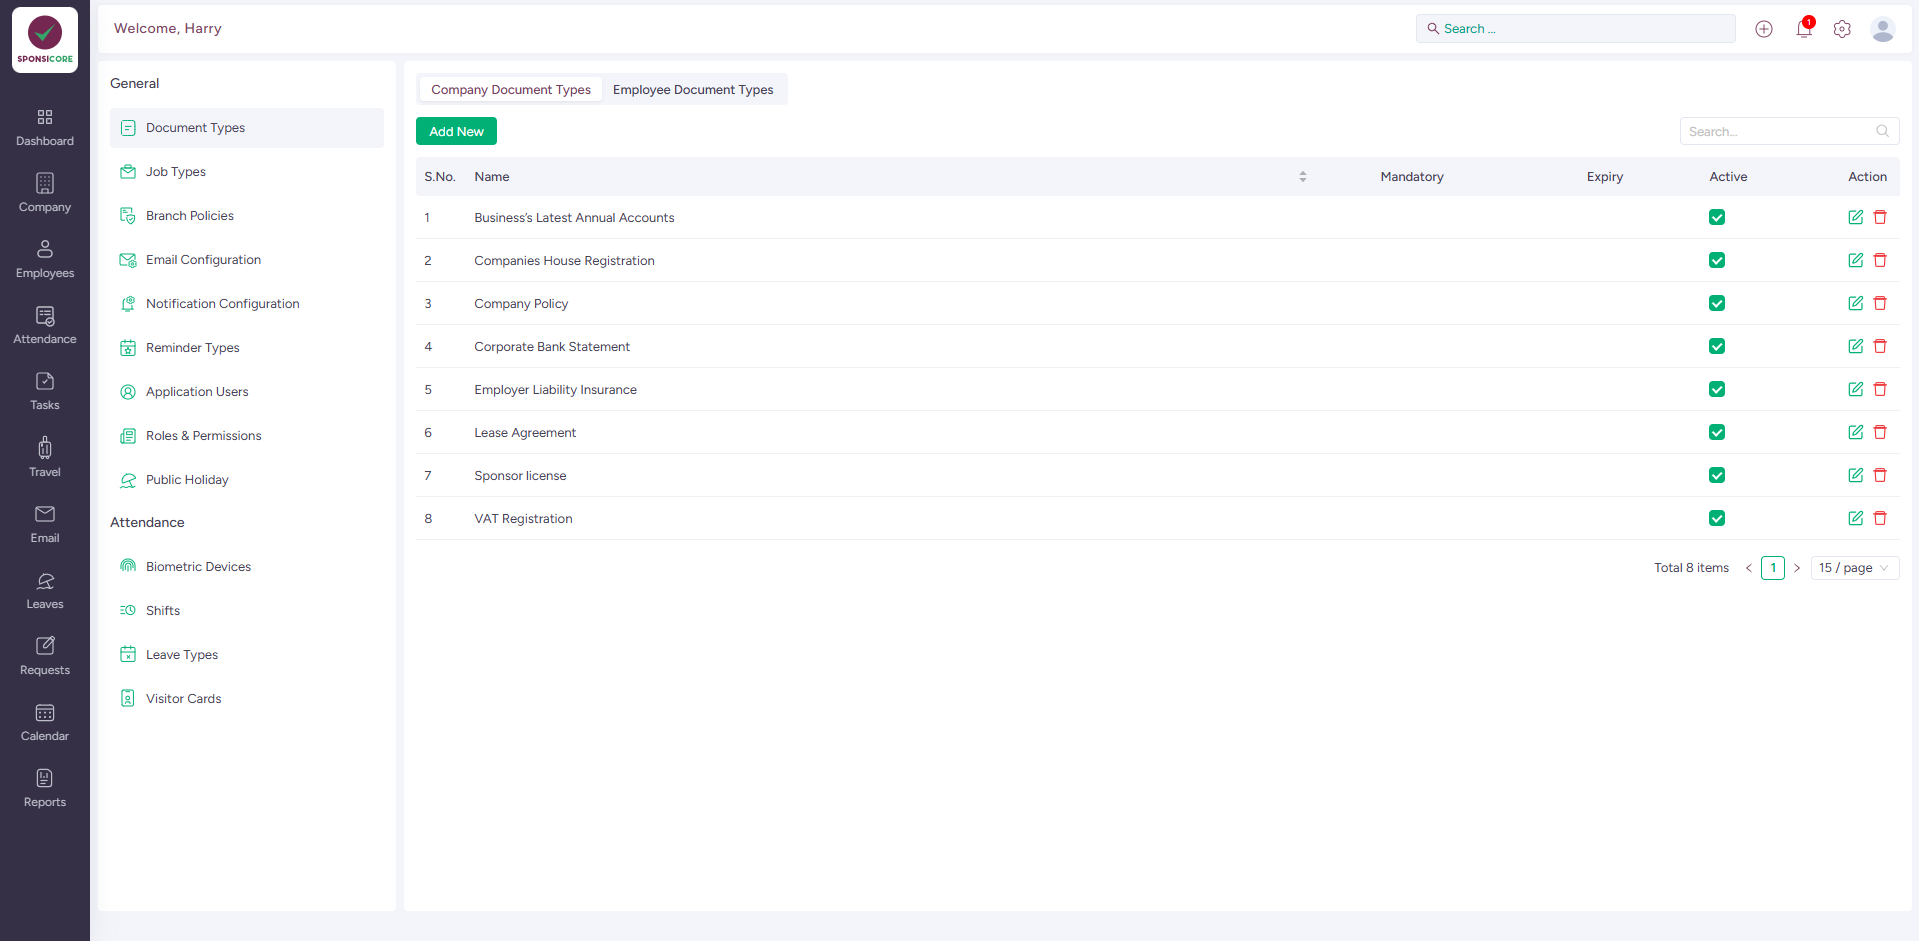 SPONSICORE
Dashboard
Company
Employees
Attendance
Tasks
Travel
Email
Leaves
Requests
Calendar
Reports
Welcome, Harry
Search ...
1
General
Document Types
Job Types
Branch Policies
Email Configuration
Notification Configuration
Reminder Types
Application Users
Roles & Permissions
Public Holiday
Attendance
Biometric Devices
Shifts
Leave Types
Visitor Cards
Company Document Types Employee Document Types
Add New
Search...
S.No. Name Mandatory Expiry Active Action
1 Business's Latest Annual Accounts
2 Companies House Registration
3 Company Policy
4 Corporate Bank Statement
5 Employer Liability Insurance
6 Lease Agreement
7 Sponsor license
8 VAT Registration
Total 8 items < 1 > 15 / page